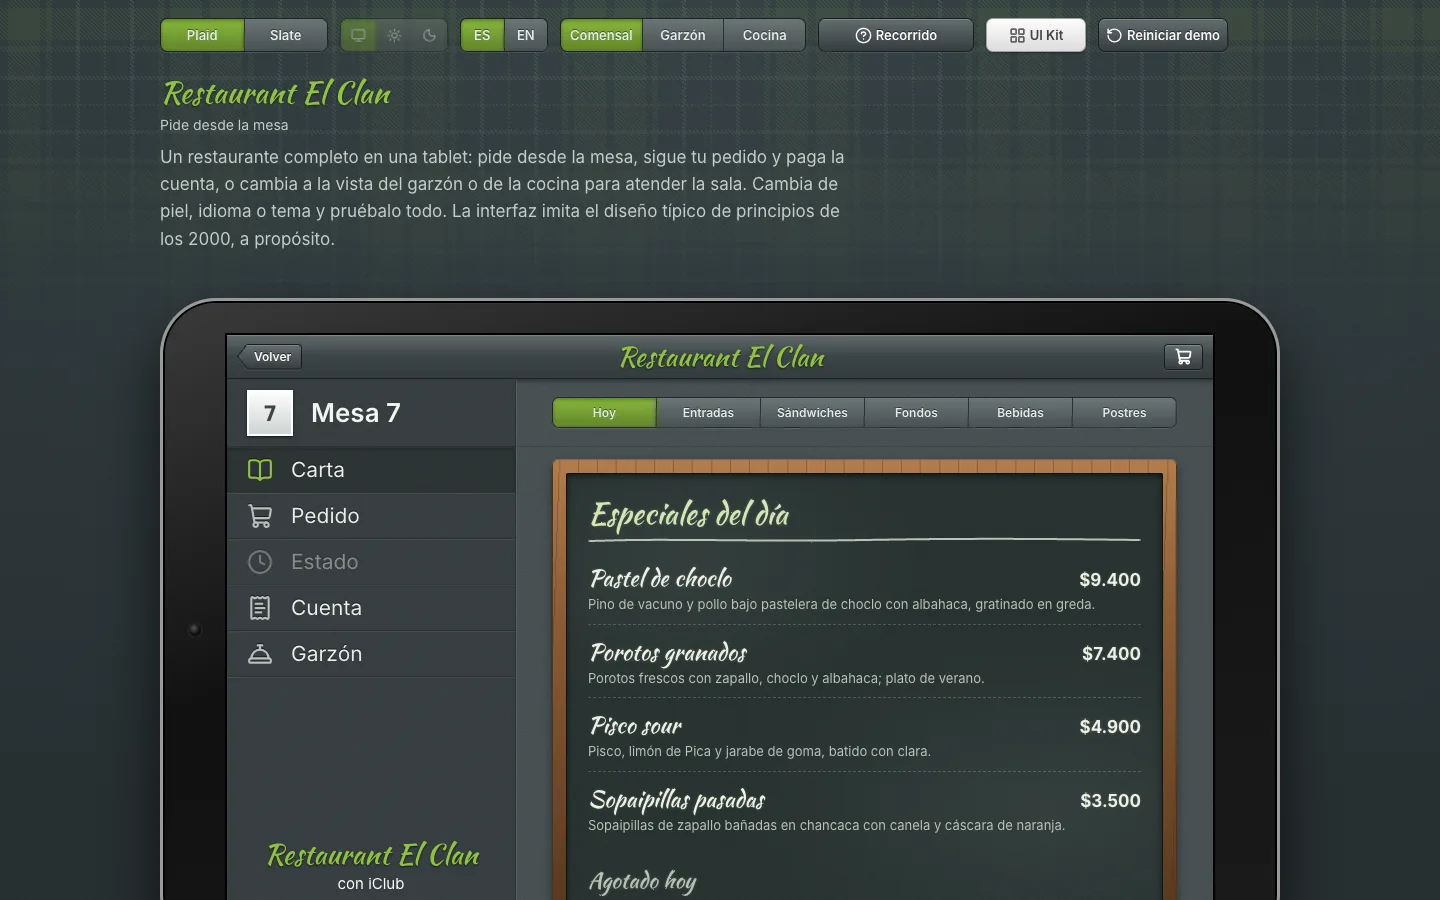 Plaid
Slate
ES
EN
Comensal
Garzón
Cocina
Recorrido
UI Kit
Reiniciar demo
Restaurant El Clan
Pide desde la mesa
Un restaurante completo en una tablet: pide desde la mesa, sigue tu pedido y paga la
cuenta, o cambia a la vista del garzón o de la cocina para atender la sala. Cambia de
piel, idioma o tema y pruébalo todo. La interfaz imita el diseño típico de principios de
los 2000, a propósito.
Volver
Restaurant El Clan
7
Mesa 7
Carta
Pedido
Estado
Cuenta
Garzón
Restaurant El Clan
con iClub
Hoy
Entradas
Sándwiches
Fondos
Bebidas
Postres
Especiales del día
Pastel de choclo
$9.400
Pino de vacuno y pollo bajo pastelera de choclo con albahaca, gratinado en greda.
Porotos granados
$7.400
Porotos frescos con zapallo, choclo y albahaca; plato de verano.
Pisco sour
$4.900
Pisco, limón de Pica y jarabe de goma, batido con clara.
Sopaipillas pasadas
$3.500
Sopaipillas de zapallo bañadas en chancaca con canela y cáscara de naranja.
Agotado hoy